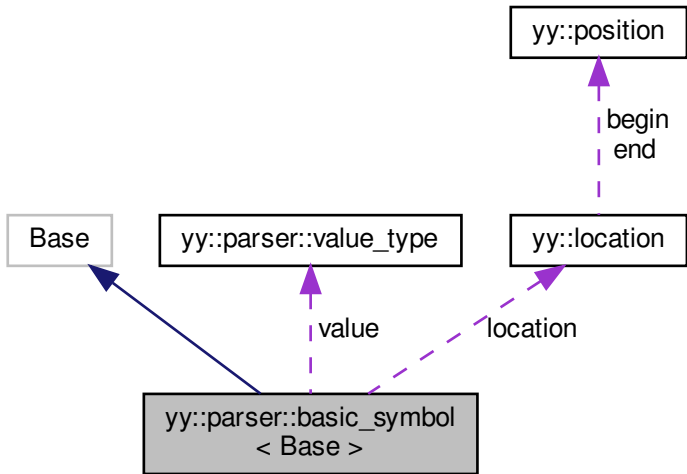 yy::position
begin
end
Base
yy::parser::value_type
yy::location
value
location
yy::parser::basic_symbol
< Base >